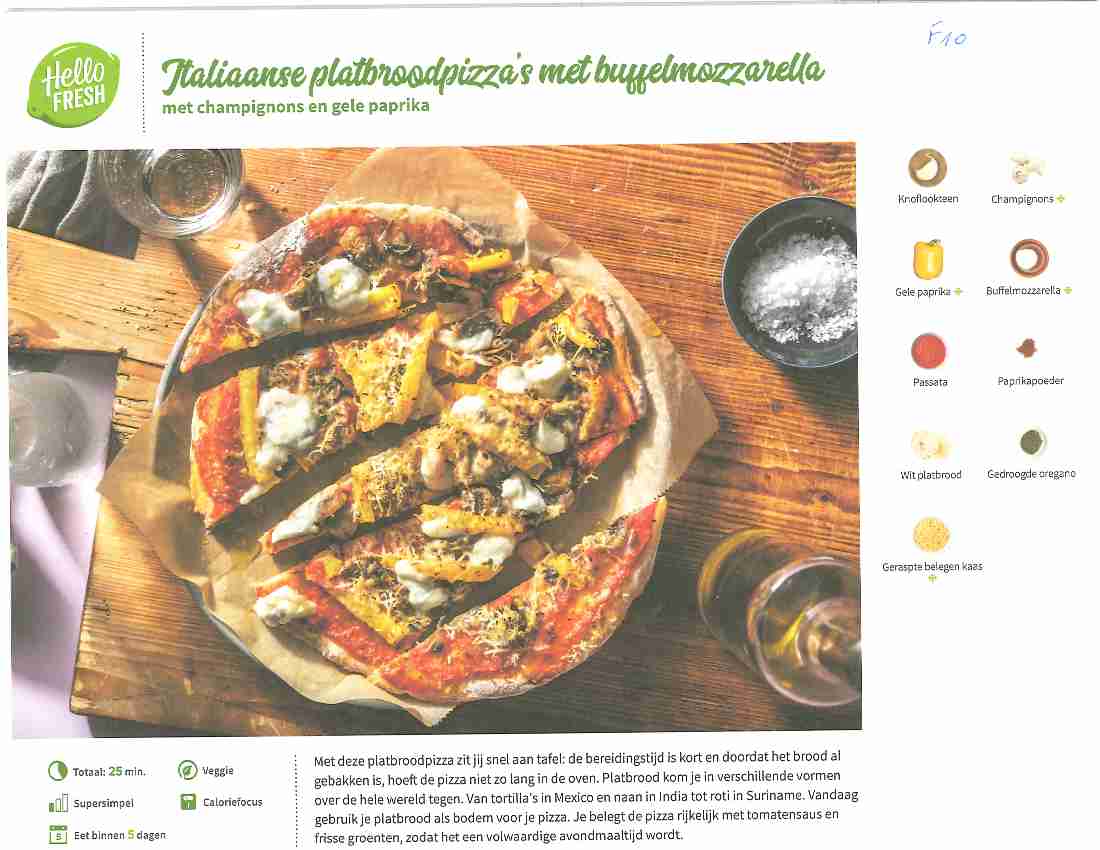 F10
Hello
FRESH
Italiaanse platbroodpizza's met buffelmozzarella
met champignons en gele paprika
Knoflookteen
Champignons
Gele paprika
Buffelmozzarella
Passata
Paprikapoeder
Wit platbrood
Gedroogde oregano
Geraspte belegen kaas
Totaal: 25 min.
Veggie
Supersimpel
Caloriefocus
5
Eet binnen 5 dagen
Met deze platbroodpizza zit jij snel aan tafel: de bereidingstijd is kort en doordat het brood al
gebakken is, hoeft de pizza niet zo lang in de oven. Platbrood kom je in verschillende vormen
over de hele wereld tegen. Van tortilla's in Mexico en naan in India tot roti in Suriname. Vandaag
gebruik je platbrood als bodem voor je pizza. Je belegt de pizza rijkelijk met tomatensaus en
frisse groenten, zodat het een volwaardige avondmaaltijd wordt.